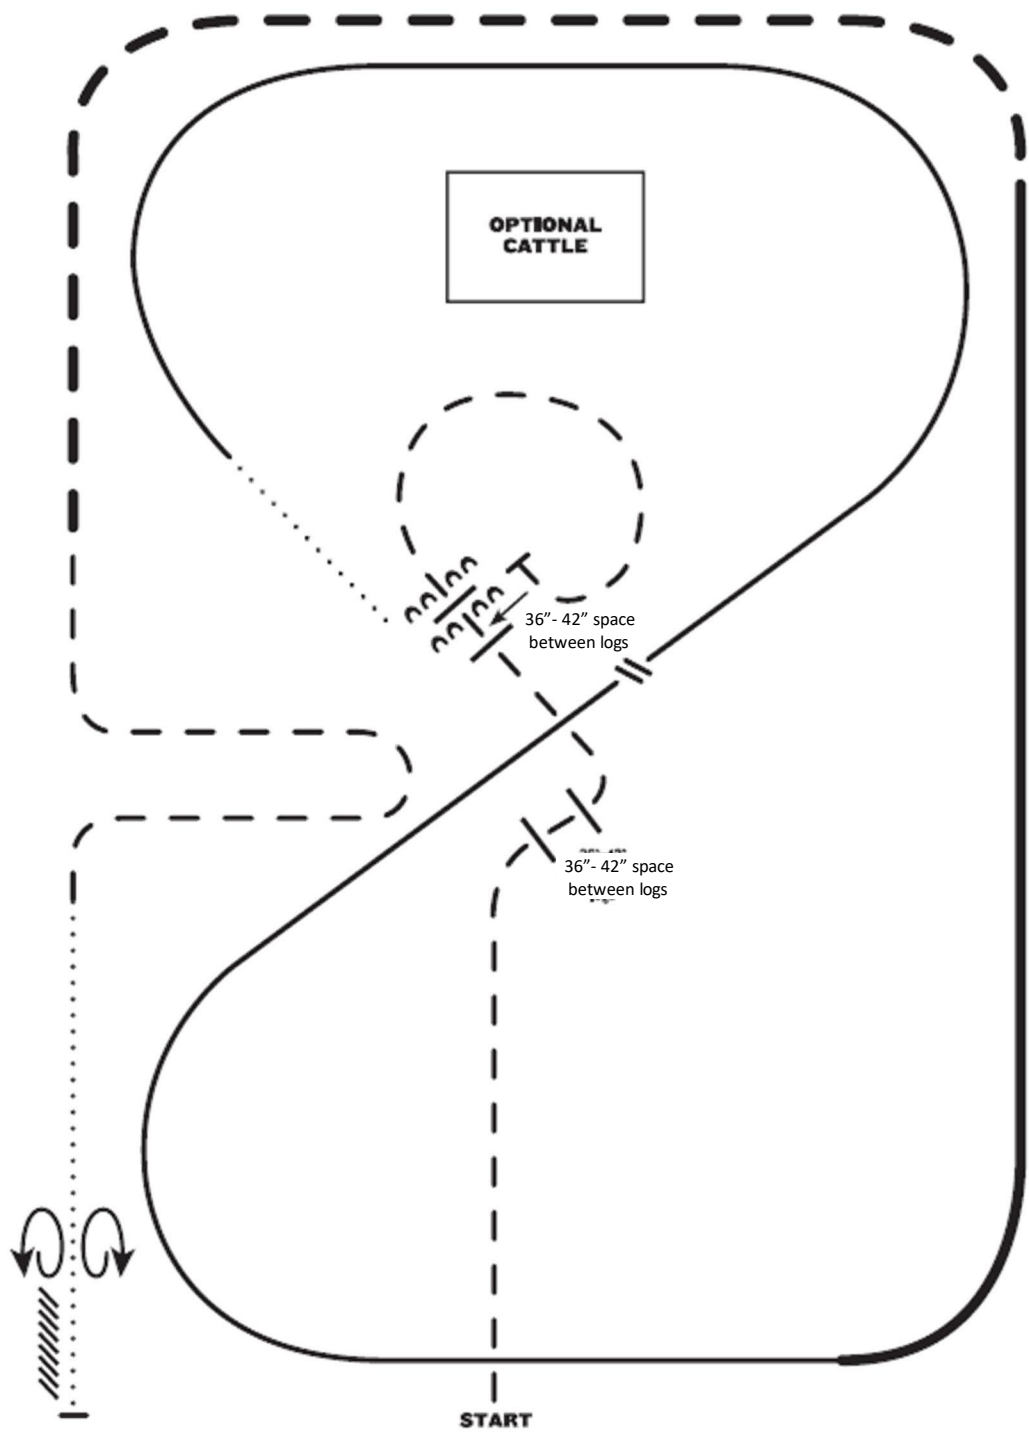 OPTIONAL
CATTLE
36”- 42” space
between logs
36”- 42” space
between logs
START